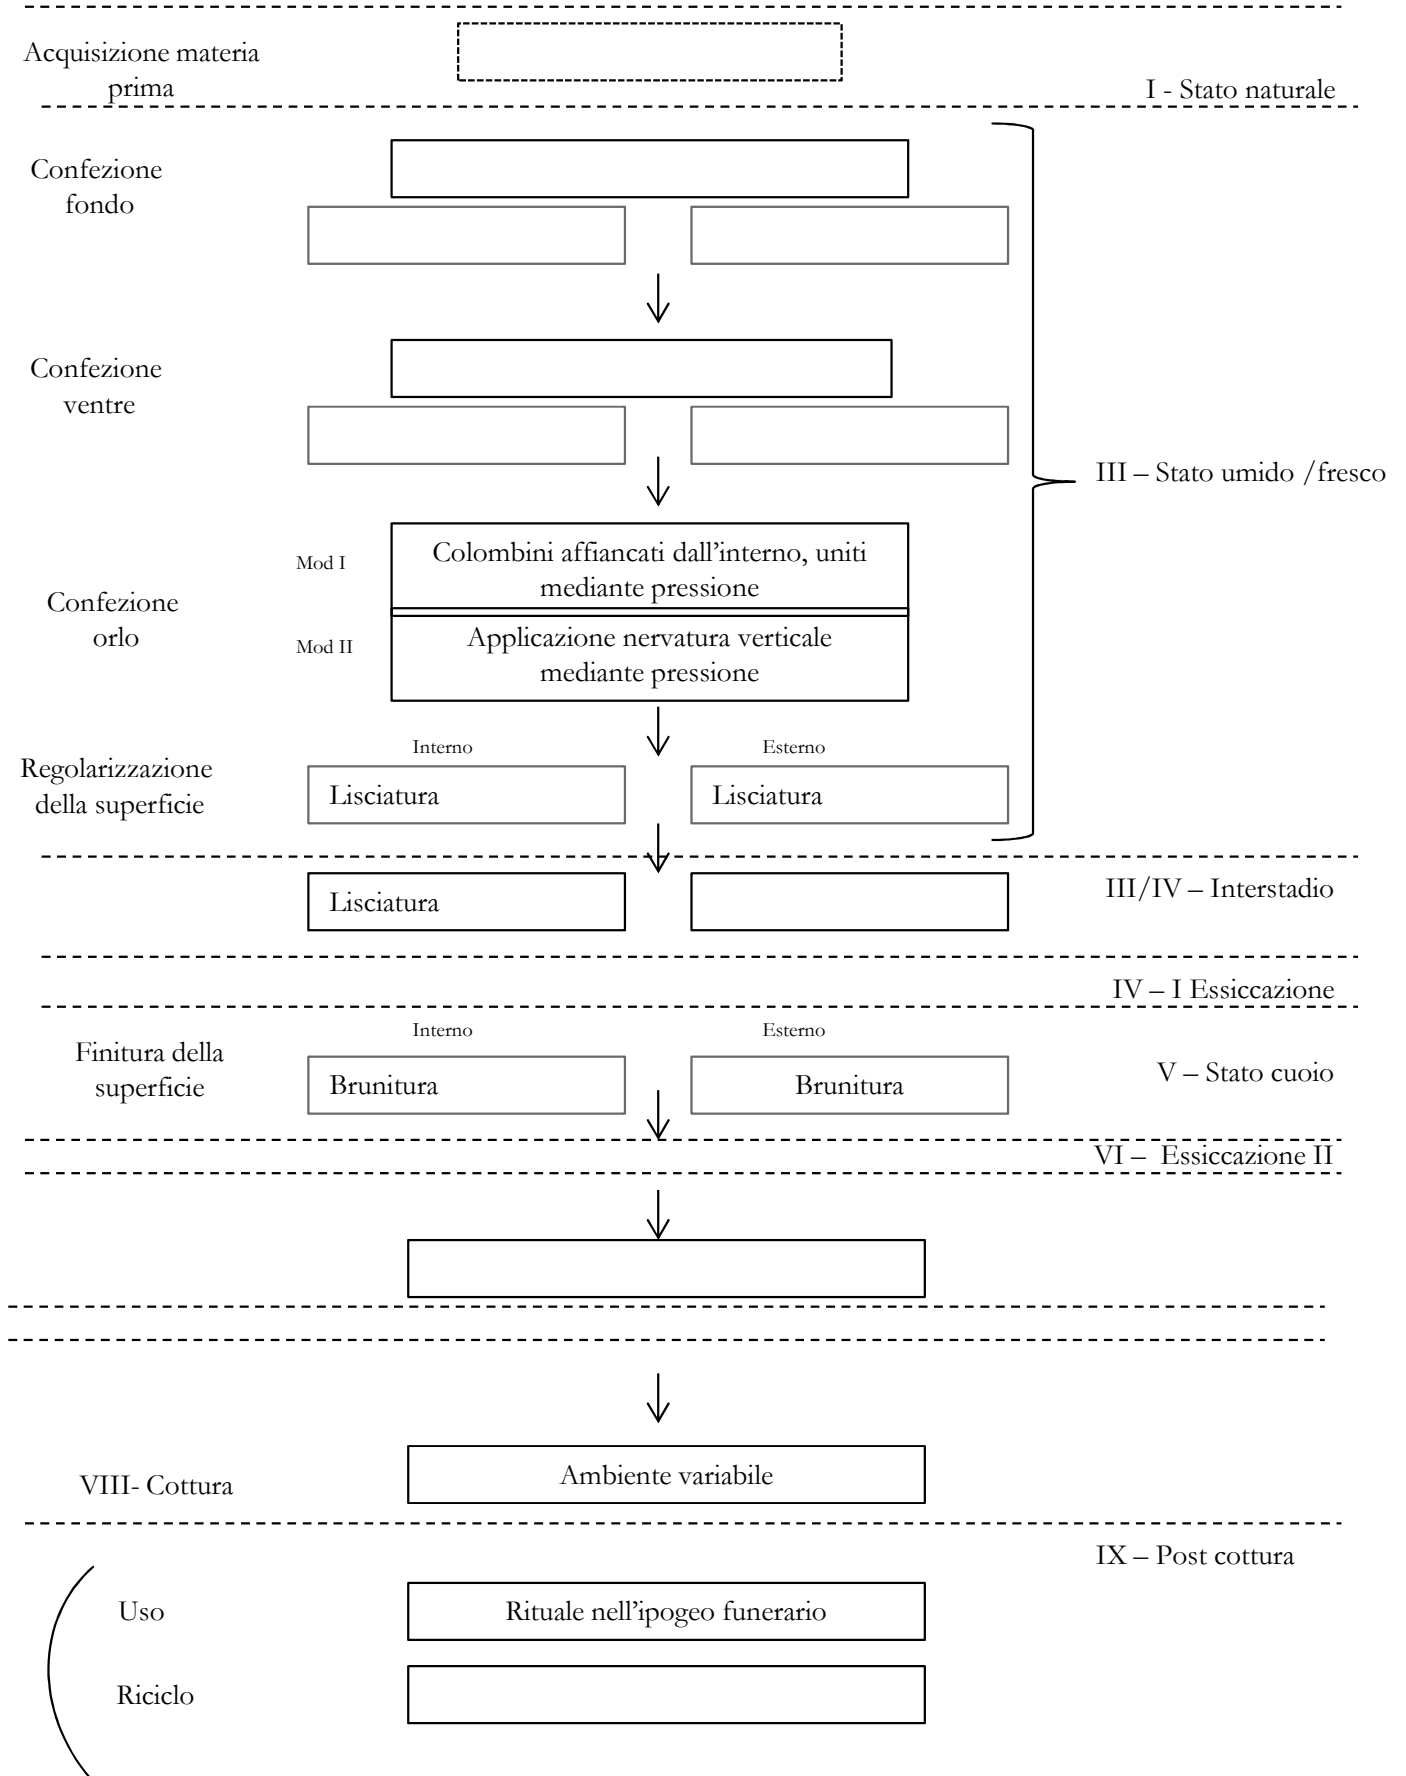 Acquisizione materia
prima
I - Stato naturale
Confezione
fondo
Confezione
ventre
III – Stato umido /fresco
Mod I
Colombini affiancati dall’interno, uniti
mediante pressione
Confezione
orlo
Mod II
Applicazione nervatura verticale
mediante pressione
Interno
Esterno
Regolarizzazione
della superficie
Lisciatura
Lisciatura
Lisciatura
III/IV – Interstadio
IV – I Essiccazione
Interno
Esterno
Finitura della
superficie
Brunitura
Brunitura
V – Stato cuoio
VI – Essiccazione II
Ambiente variabile
VIII- Cottura
IX – Post cottura
Uso
Rituale nell’ipogeo funerario
Riciclo